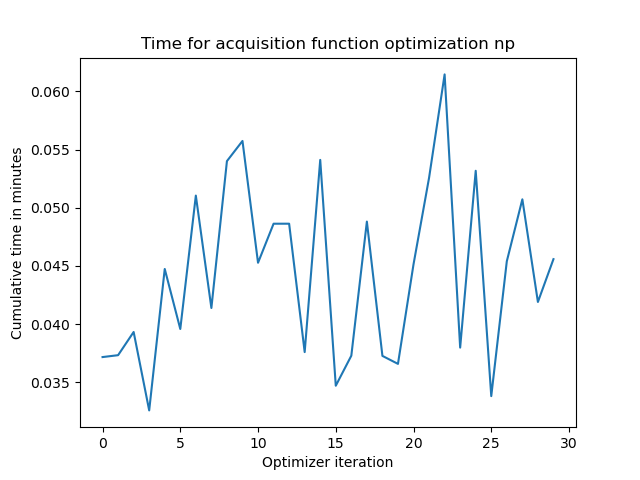 Time for acquisition function optimization np
Cumulative time in minutes
0.060
0.055
0.050
0.045
0.040
0.035
0 5 10 15 20 25 30
Optimizer iteration